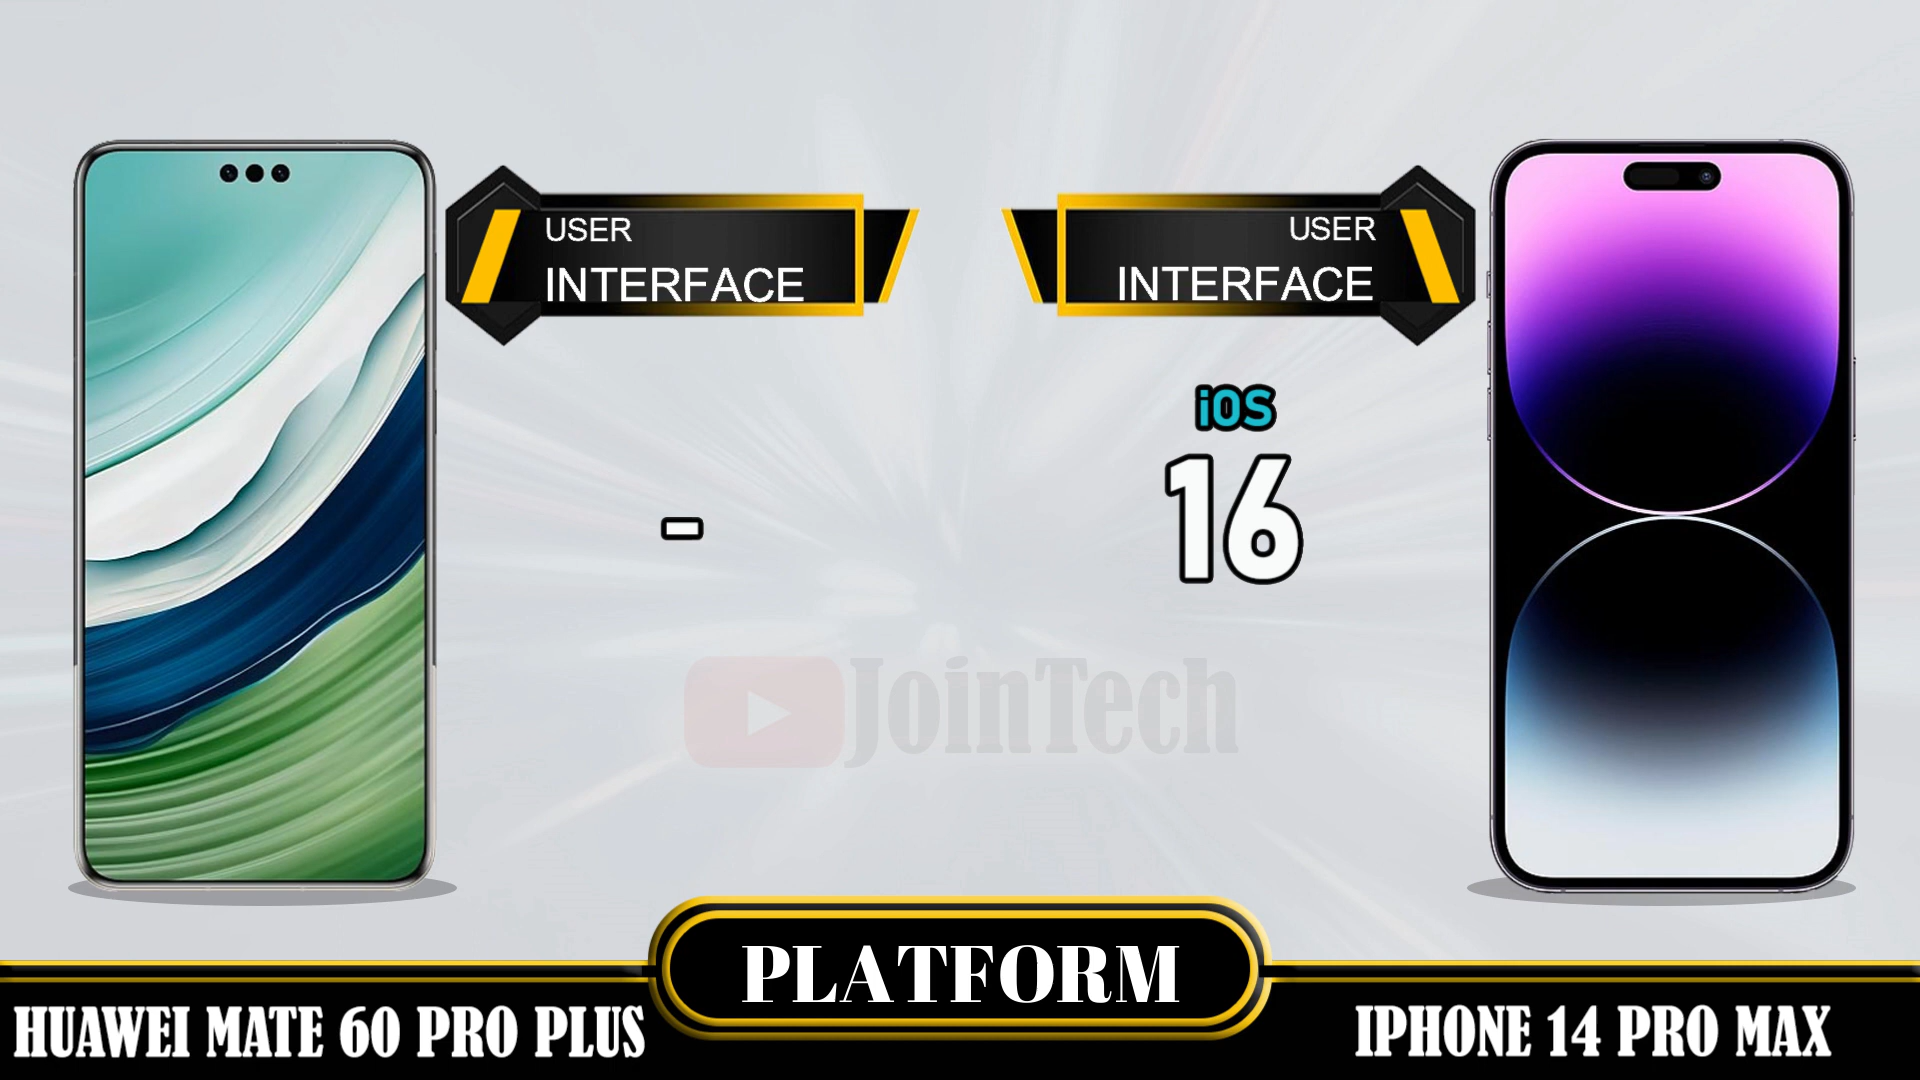 USER
INTERFACE
-
USER
INTERFACE
iOS
16
JoinTech
PLATFORM
HUAWEI MATE 60 PRO PLUS
IPHONE 14 PRO MAX